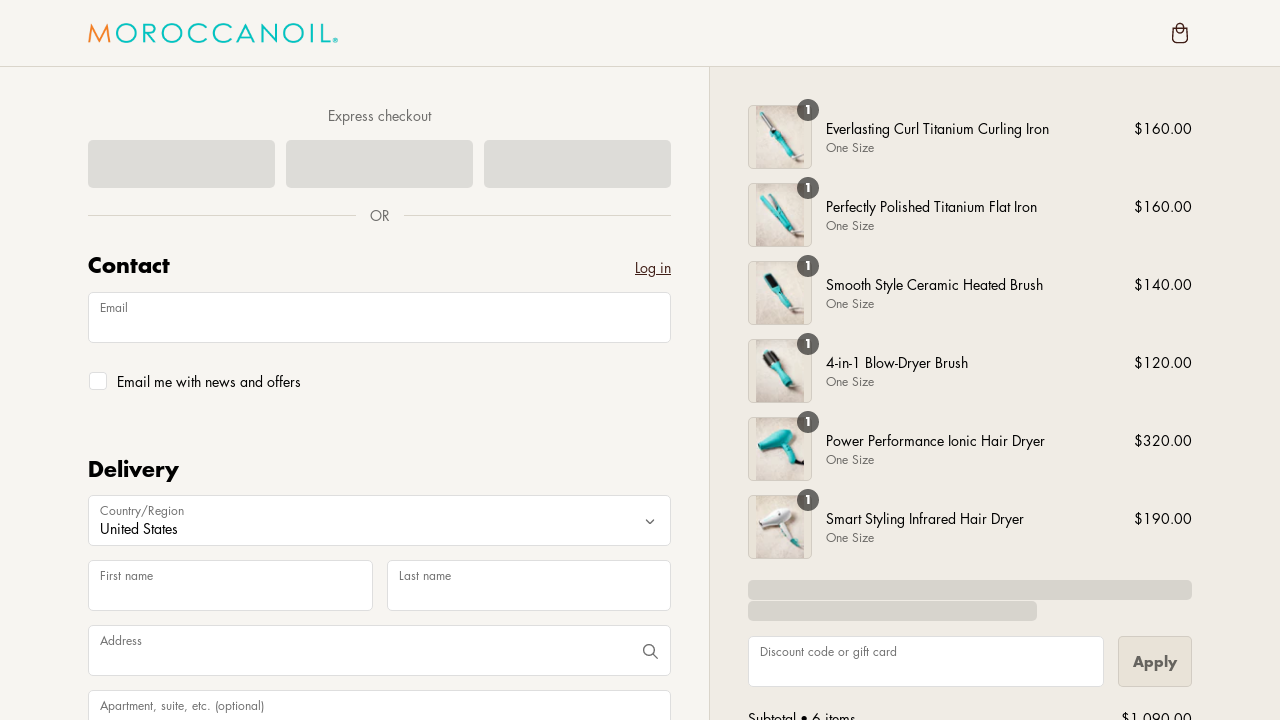 MOROCCANOIL®
Express checkout
OR
Contact
Log in
Email
Email me with news and offers
Delivery
Country/Region
United States
First name
Last name
Address
Apartment, suite, etc. (optional)
1
Everlasting Curl Titanium Curling Iron
$160.00
One Size
1
Perfectly Polished Titanium Flat Iron
$160.00
One Size
1
Smooth Style Ceramic Heated Brush
$140.00
One Size
1
4-in-1 Blow-Dryer Brush
$120.00
One Size
1
Power Performance Ionic Hair Dryer
$320.00
One Size
1
Smart Styling Infrared Hair Dryer
$190.00
One Size
Discount code or gift card
Apply
Subtotal • 6 items
$1,090.00